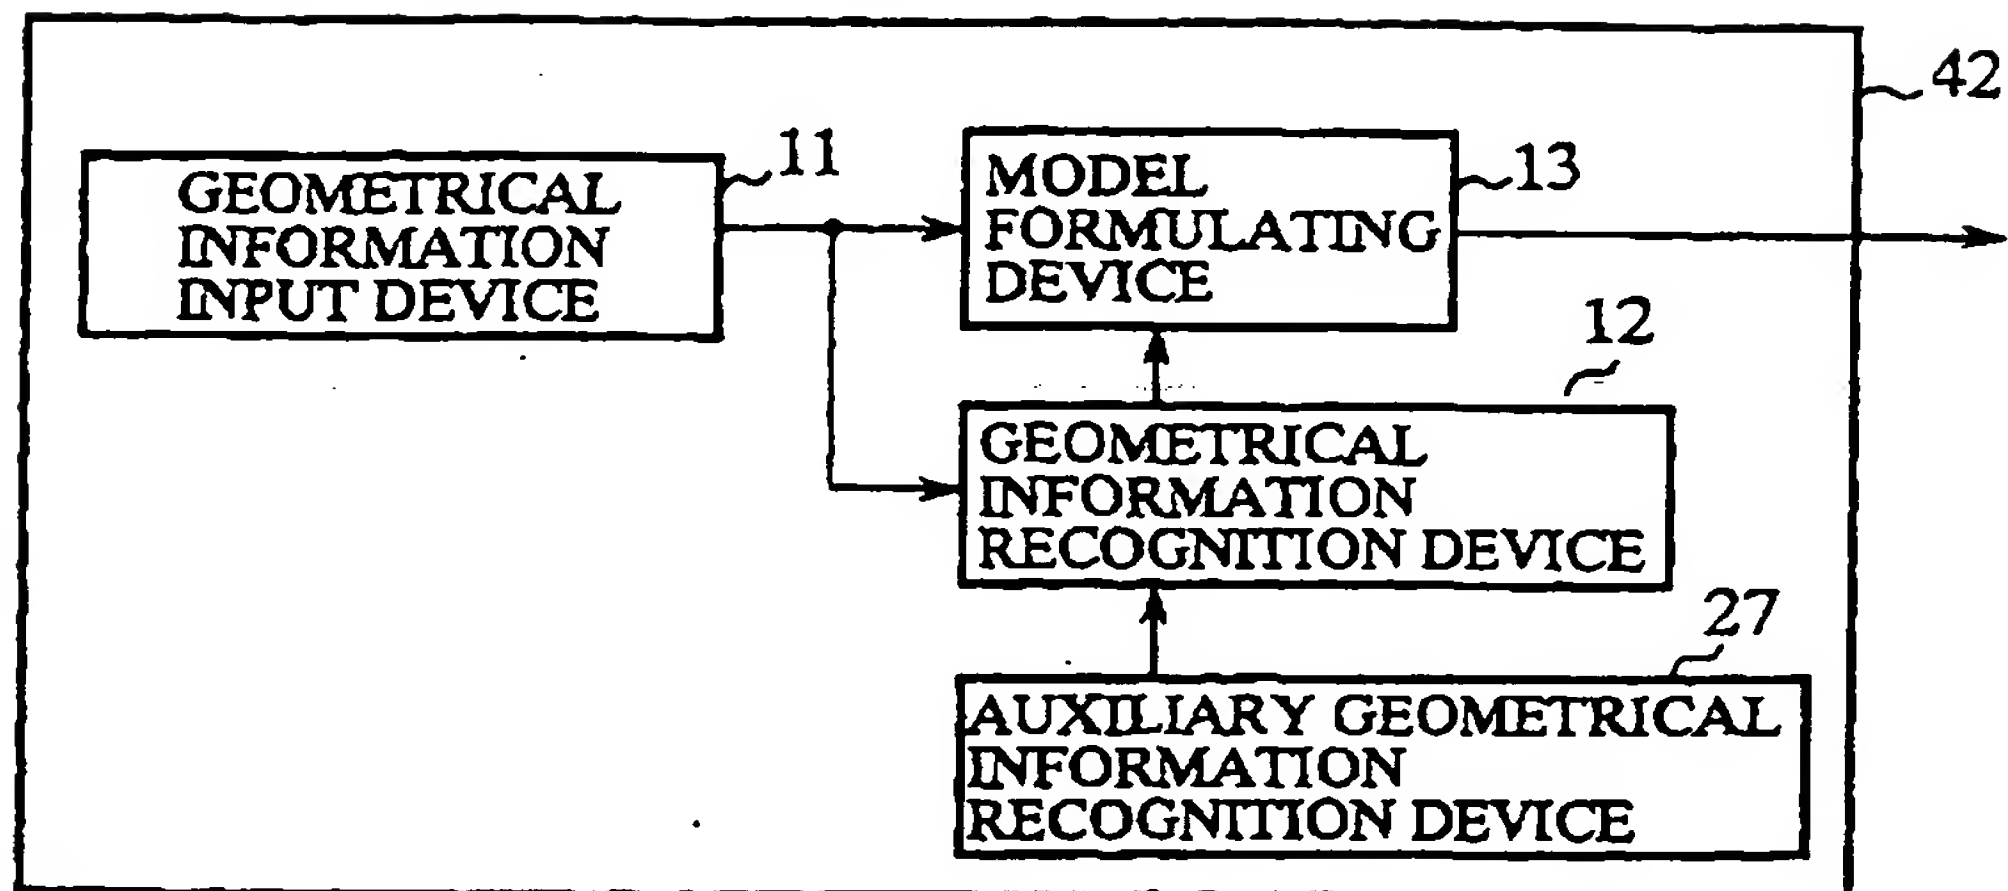 42
11
GEOMETRICAL
INFORMATION
INPUT DEVICE
13
MODEL
FORMULATING
DEVICE
12
GEOMETRICAL
INFORMATION
RECOGNITION DEVICE
27
AUXILIARY GEOMETRICAL
INFORMATION
RECOGNITION DEVICE